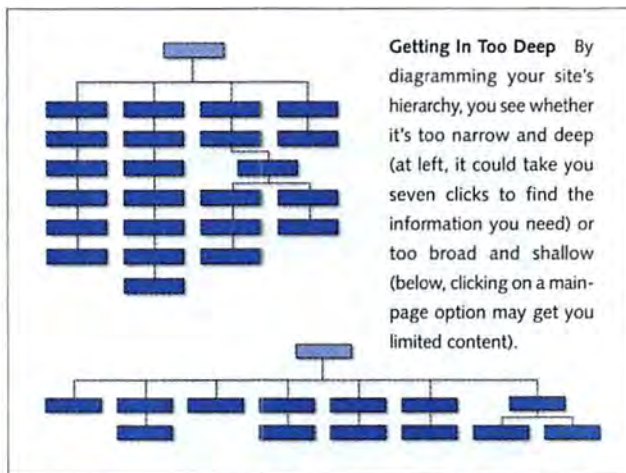 Getting In Too Deep By
diagramming your site's
hierarchy, you see whether
it's too narrow and deep
(at left, it could take you
seven clicks to find the
information you need) or
too broad and shallow
(below, clicking on a main-
page option may get you
limited content).